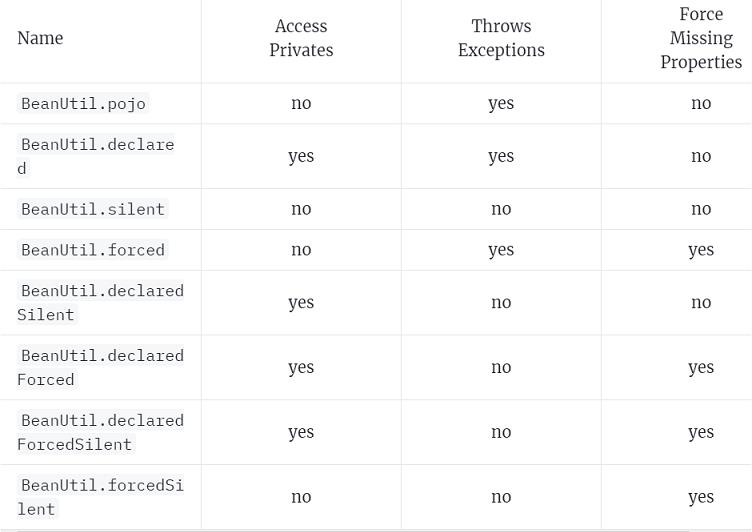 Name Access Privates Throws Exceptions Force Missing Properties
BeanUtil.pojo no yes no
BeanUtil.declared yes yes no
BeanUtil.silent no no no
BeanUtil.forced no yes yes
BeanUtil.declaredSilent yes no no
BeanUtil.declaredForced yes no yes
BeanUtil.declaredForcedSilent yes no yes
BeanUtil.forcedSilent no no yes